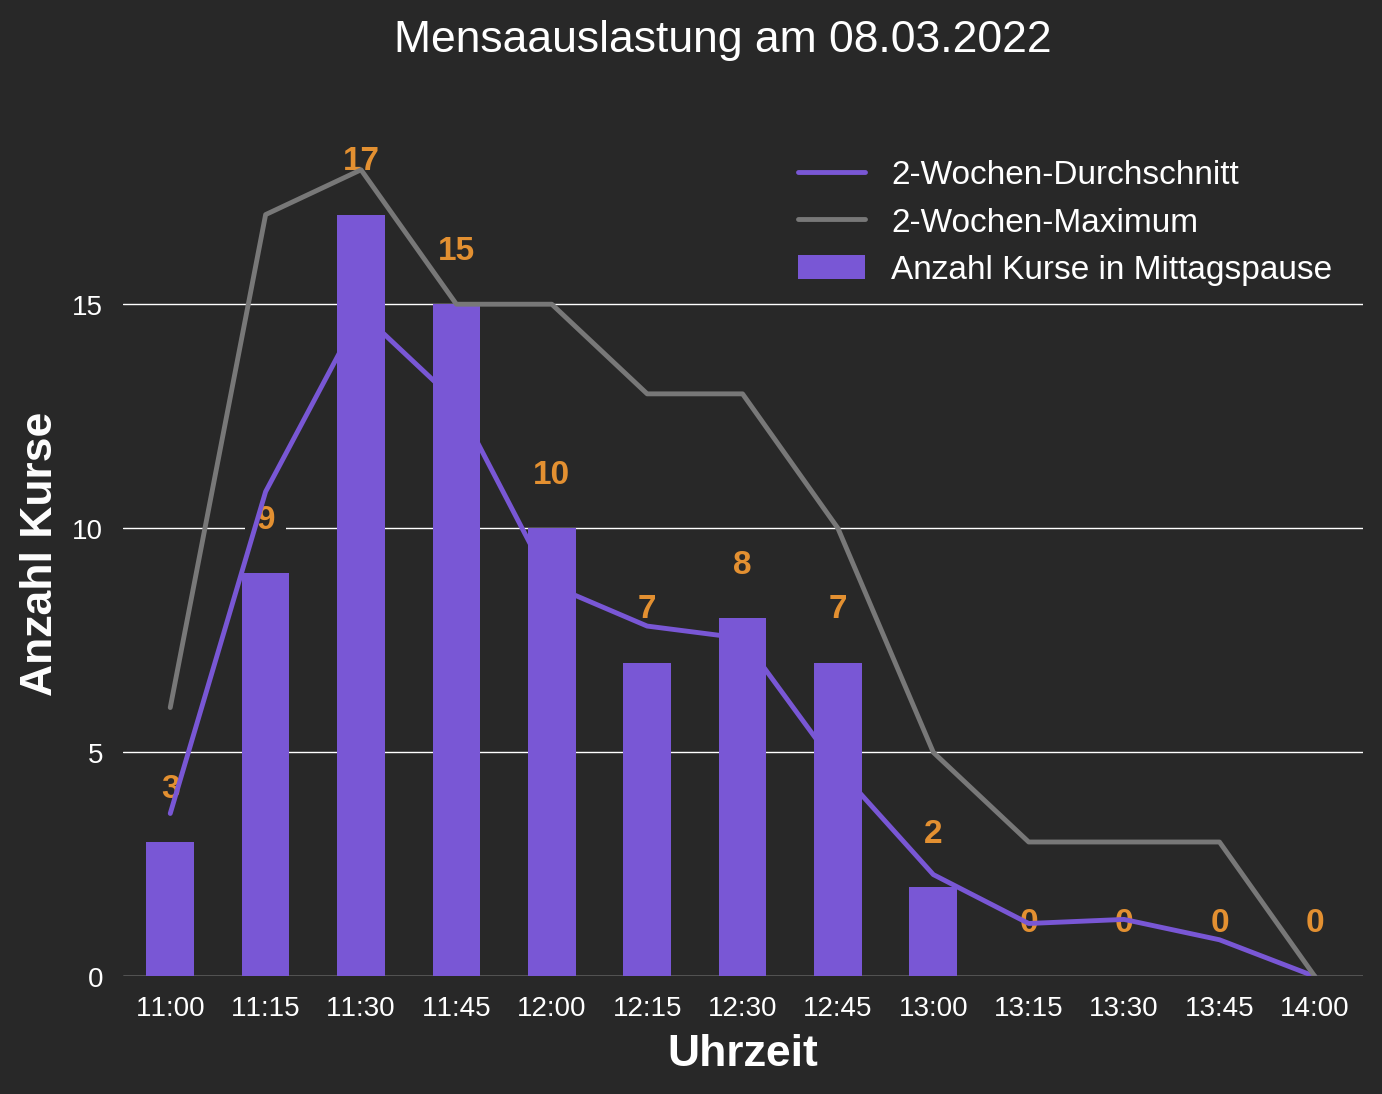 Mensaauslastung am 08.03.2022
2-Wochen-Durchschnitt
2-Wochen-Maximum
Anzahl Kurse in Mittagspause
Anzahl Kurse
15
10
5
0
3
9
17
15
10
7
8
7
2
0
0
0
0
11:00 11:15 11:30 11:45 12:00 12:15 12:30 12:45 13:00 13:15 13:30 13:45 14:00
Uhrzeit